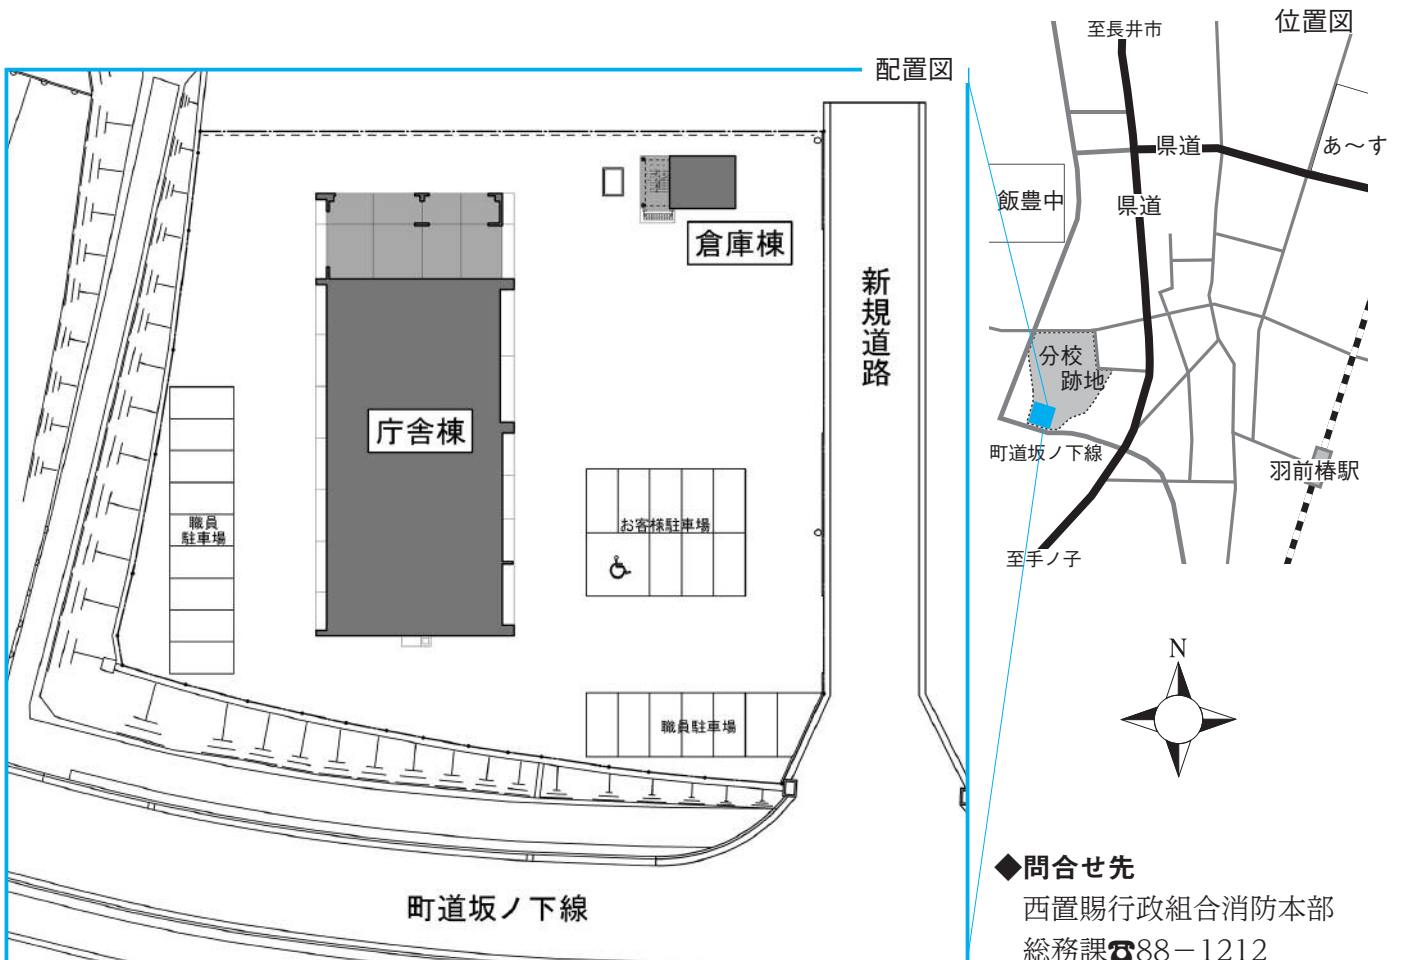 配置図
倉庫棟
新規道路
庁舎棟
職員
駐車場
お客様駐車場
職員駐車場
町道坂ノ下線
位置図
至長井市
県道
あ～す
飯豊中
県道
分校
跡地
町道坂ノ下線
羽前椿駅
至手ノ子
N
◆問合せ先
西置賜行政組合消防本部
総務課☎88－1212